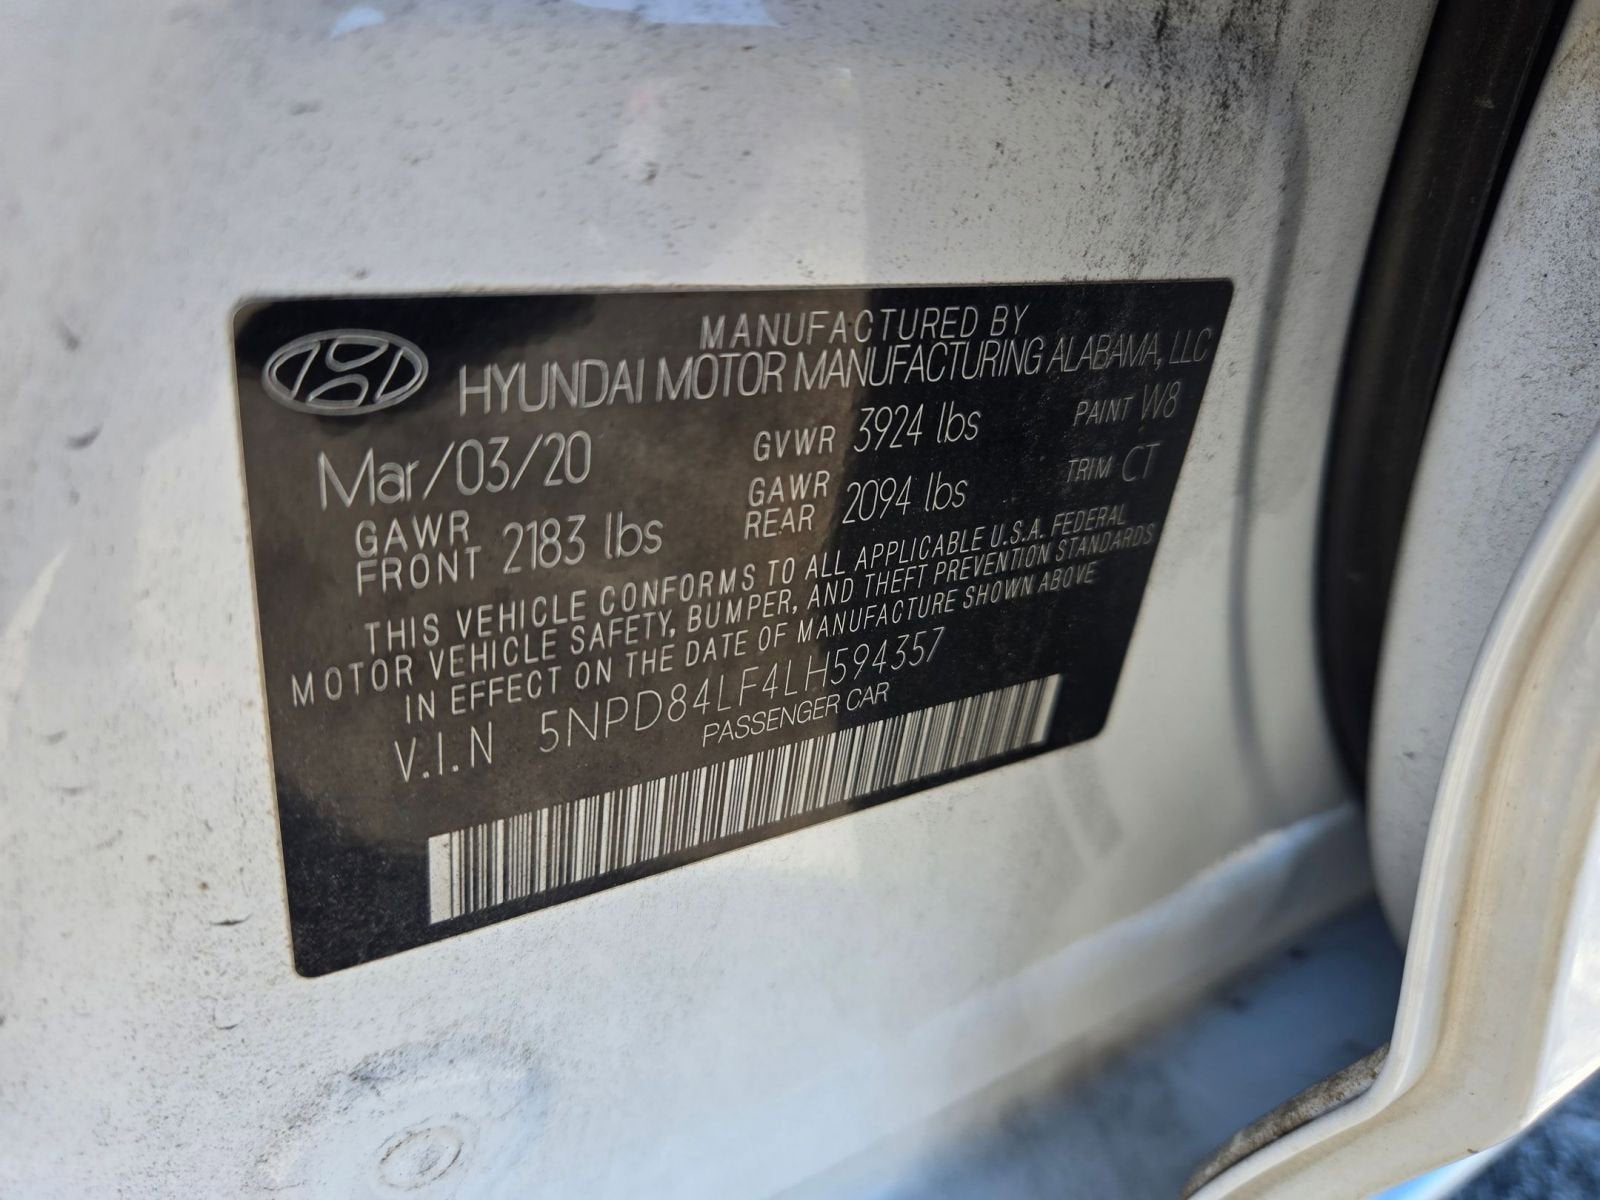 MANUFACTURED BY
HYUNDAI MOTOR MANUFACTURING ALABAMA, LLC
Mar/03/20 GVWR 3924 lbs PAINT W8
GAWR FRONT 2183 lbs GAWR REAR 2094 lbs TRIM CT
THIS VEHICLE CONFORMS TO ALL APPLICABLE U.S.A. FEDERAL
MOTOR VEHICLE SAFETY, BUMPER, AND THEFT PREVENTION STANDARDS
IN EFFECT ON THE DATE OF MANUFACTURE SHOWN ABOVE
V.I.N 5NPD84LF4LH594357
PASSENGER CAR